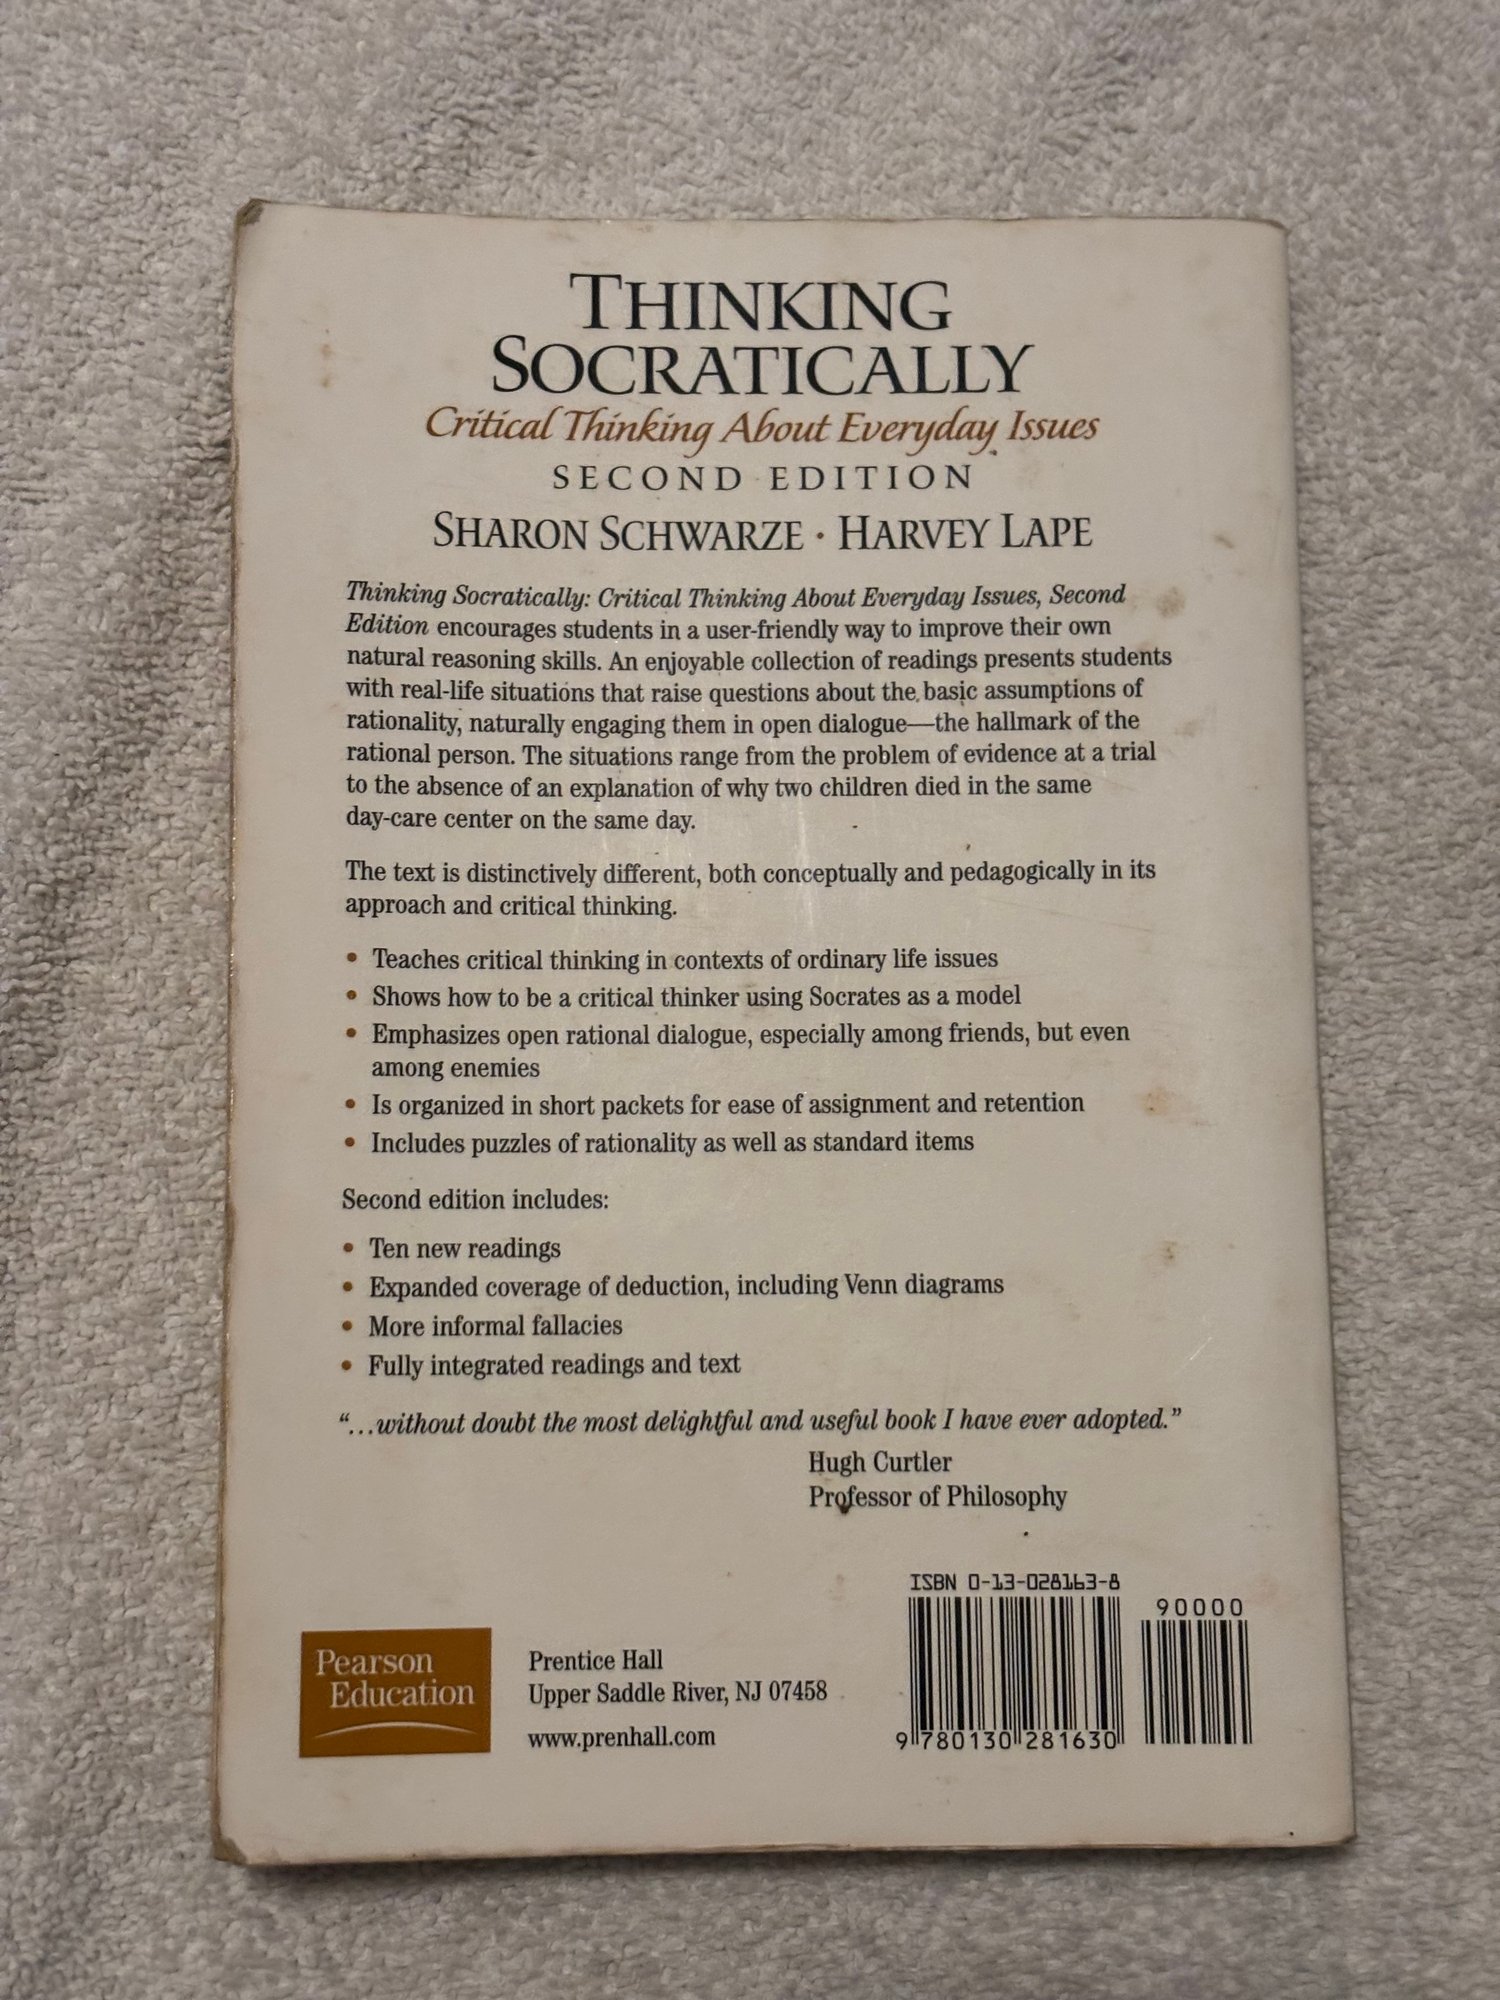 THINKING
SOCRATICALLY
Critical Thinking About Everyday Issues
SECOND EDITION
SHARON SCHWARZE • HARVEY LAPE
Thinking Socratically: Critical Thinking About Everyday Issues, Second
Edition encourages students in a user-friendly way to improve their own
natural reasoning skills. An enjoyable collection of readings presents students
with real-life situations that raise questions about the basic assumptions of
rationality, naturally engaging them in open dialogue—the hallmark of the
rational person. The situations range from the problem of evidence at a trial
to the absence of an explanation of why two children died in the same
day-care center on the same day.
The text is distinctively different, both conceptually and pedagogically in its
approach and critical thinking.
• Teaches critical thinking in contexts of ordinary life issues
• Shows how to be a critical thinker using Socrates as a model
• Emphasizes open rational dialogue, especially among friends, but even
among enemies
• Is organized in short packets for ease of assignment and retention
• Includes puzzles of rationality as well as standard items
Second edition includes:
• Ten new readings
• Expanded coverage of deduction, including Venn diagrams
• More informal fallacies
• Fully integrated readings and text
“…without doubt the most delightful and useful book I have ever adopted.”
Hugh Curtler
Professor of Philosophy
Pearson
Education
Prentice Hall
Upper Saddle River, NJ 07458
www.prenhall.com
ISBN 0-13-028163-8
90000
9 780130 281630